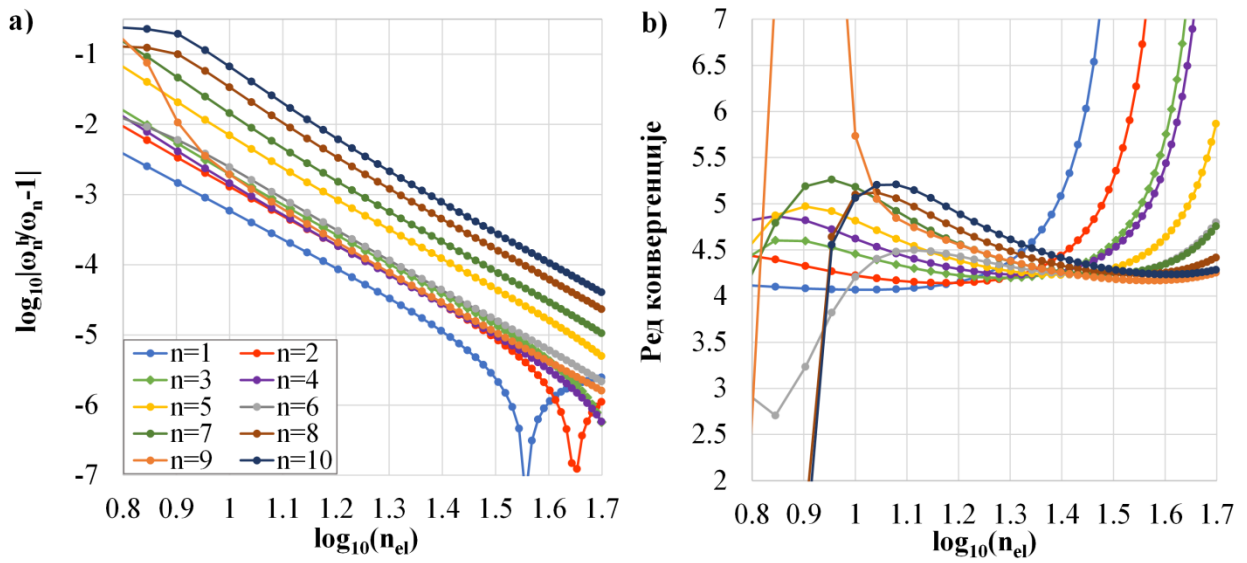 a)
-1
-2
-3
-4
-5
-6
-7
log₁₀|ωₙʰ/ωₙ-1|
n=1 n=2
n=3 n=4
n=5 n=6
n=7 n=8
n=9 n=10
0.8 0.9 1 1.1 1.2 1.3 1.4 1.5 1.6 1.7
log₁₀(nₑₗ)
b)
7
6.5
6
5.5
5
4.5
4
3.5
3
2.5
2
Ред конвергенције
0.8 0.9 1 1.1 1.2 1.3 1.4 1.5 1.6 1.7
log₁₀(nₑₗ)